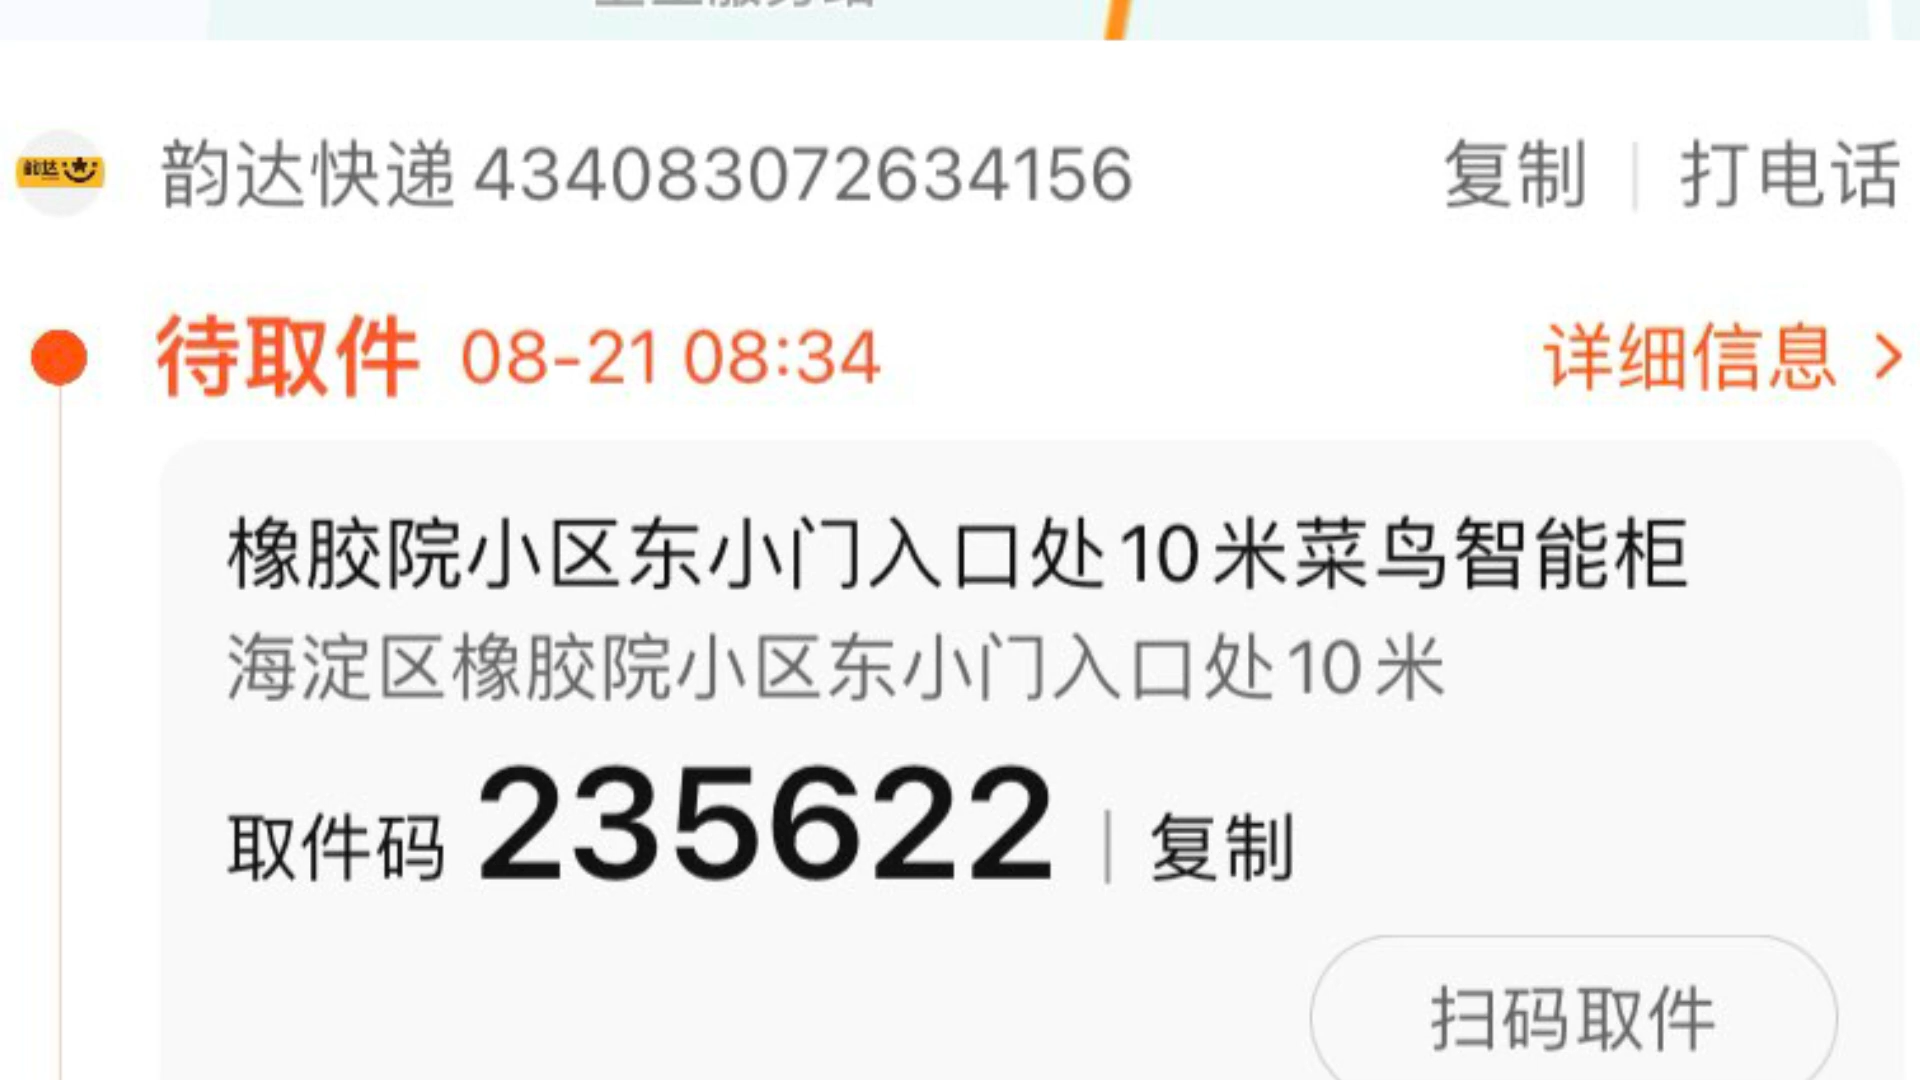 韵达
韵达快递 434083072634156 复制 | 打电话
待取件 08-21 08:34 详细信息 >
橡胶院小区东小门入口处10米菜鸟智能柜
海淀区橡胶院小区东小门入口处10米
取件码 235622 | 复制
扫码取件